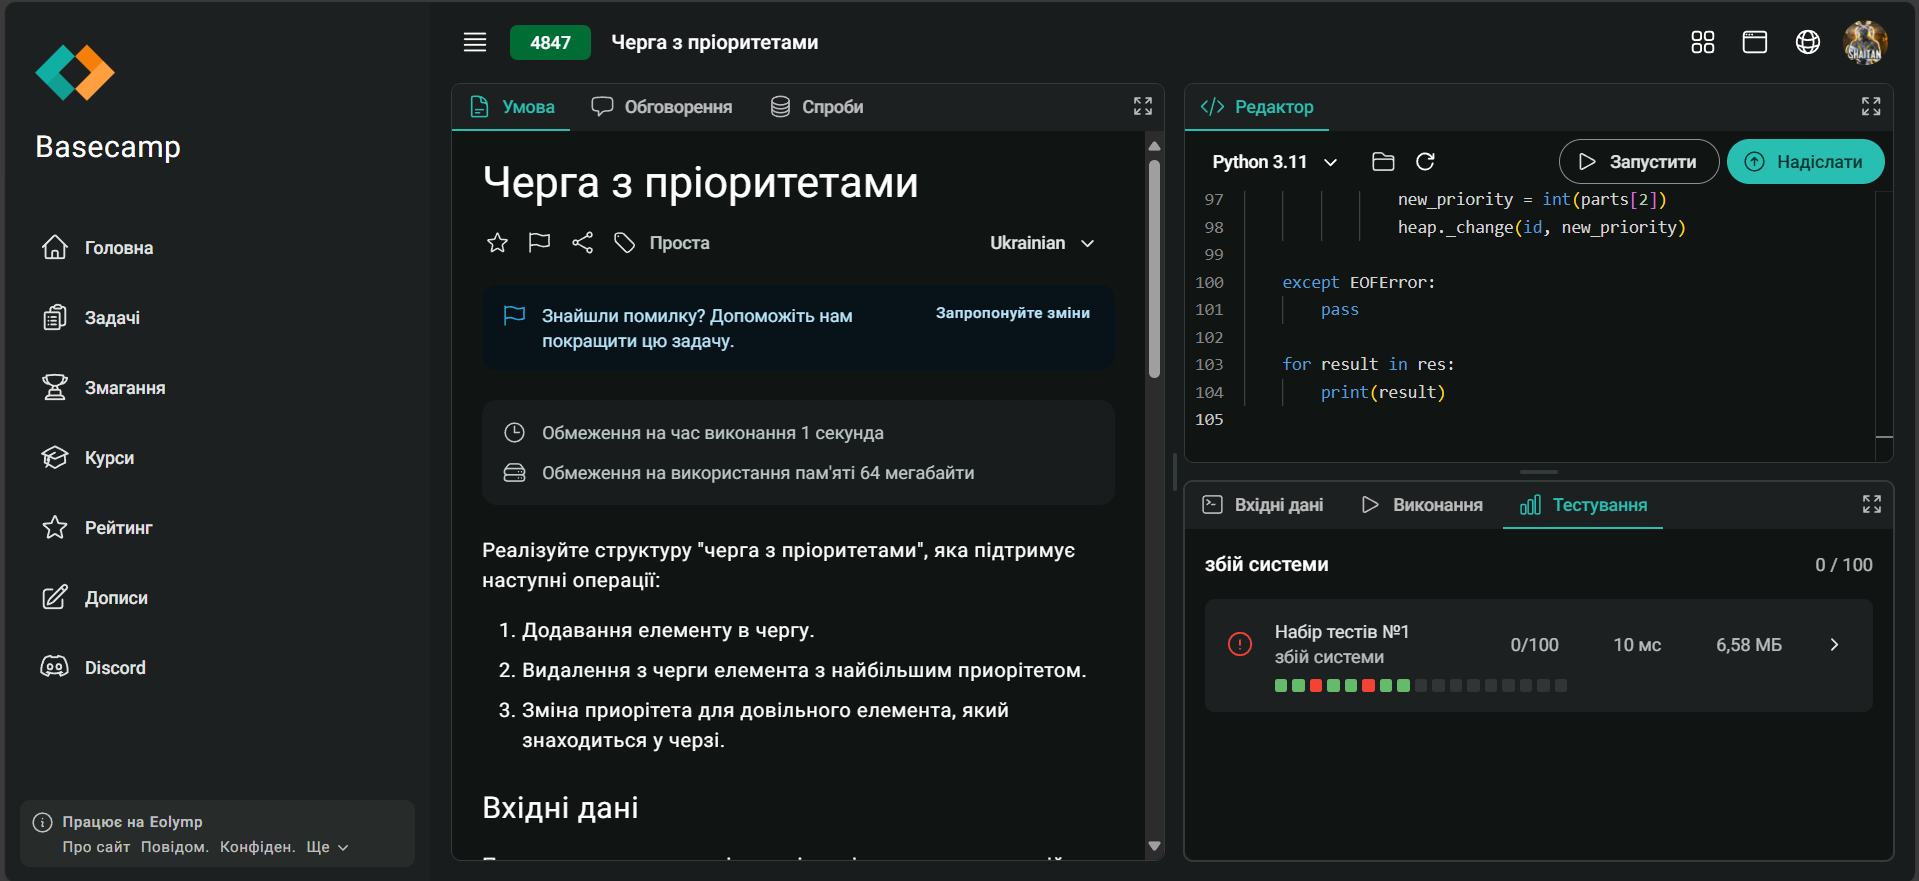 Basecamp
Головна
Задачі
Змагання
Курси
Рейтинг
Дописи
Discord
Працює на Eolymp
Про сайт Повідом. Конфіден. Ще
4847 Черга з пріоритетами
SHAITAN
Умова Обговорення Спроби
Черга з пріоритетами
Проста Ukrainian
Знайшли помилку? Допоможіть нам
покращити цю задачу.
Запропонуйте зміни
Обмеження на час виконання 1 секунда
Обмеження на використання пам'яті 64 мегабайти
Реалізуйте структуру "черга з пріоритетами", яка підтримує
наступні операції:
1. Додавання елементу в чергу.
2. Видалення з черги елемента з найбільшим приорітетом.
3. Зміна приорітета для довільного елемента, який
знаходиться у черзі.
Вхідні дані
Редактор
Python 3.11 Запустити Надіслати
97 new_priority = int(parts[2])
98 heap._change(id, new_priority)
99
100 except EOFError:
101 pass
102
103 for result in res:
104 print(result)
105
Вхідні дані Виконання Тестування
збій системи 0 / 100
Набір тестів №1
збій системи
0/100 10 мс 6,58 МБ